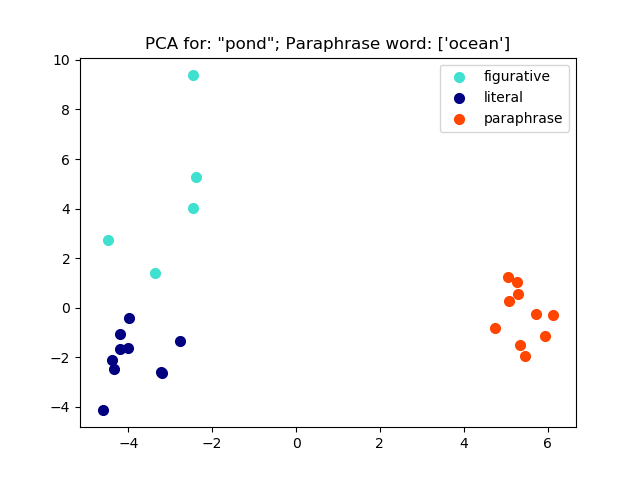 PCA for: "pond"; Paraphrase word: ['ocean']
figurative
literal
paraphrase
10
8
6
4
2
0
−2
−4
−4 −2 0 2 4 6